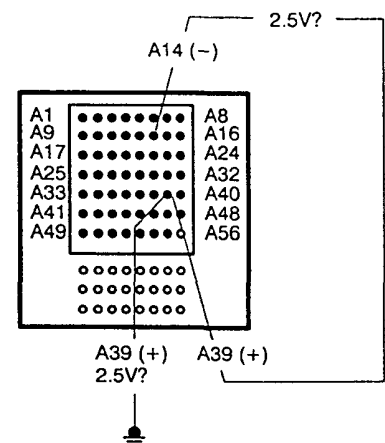 2.5V?
A14 (−)
A1 A8
A9 A16
A17 A24
A25 A32
A33 A40
A41 A48
A49 A56
A39 (+) A39 (+)
2.5V?